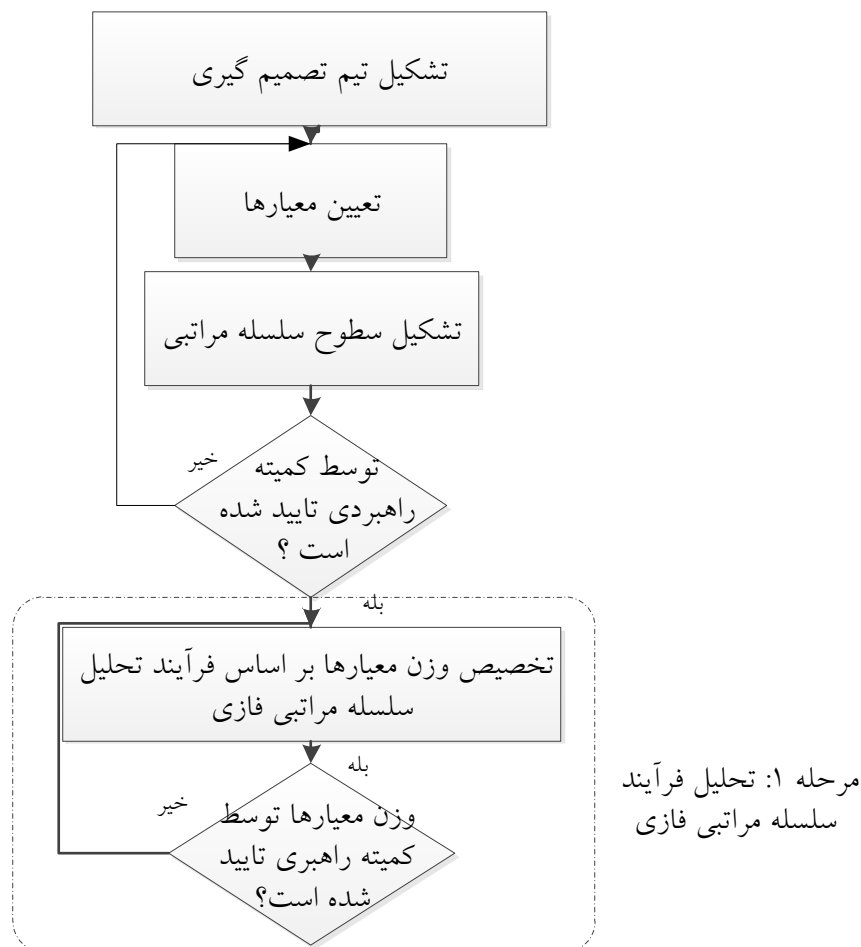 تشکیل تیم تصمیم گیری
تعیین معیارها
تشکیل سطوح سلسله مراتبی
خیر
توسط کمیته
راهبردی تایید شده
است ؟
بله
تخصیص وزن معیارها بر اساس فرآیند تحلیل
سلسله مراتبی فازی
بله
خیر
وزن معیارها توسط
کمیته راهبری تایید
شده است؟
مرحله ۱: تحلیل فرآیند
سلسله مراتبی فازی